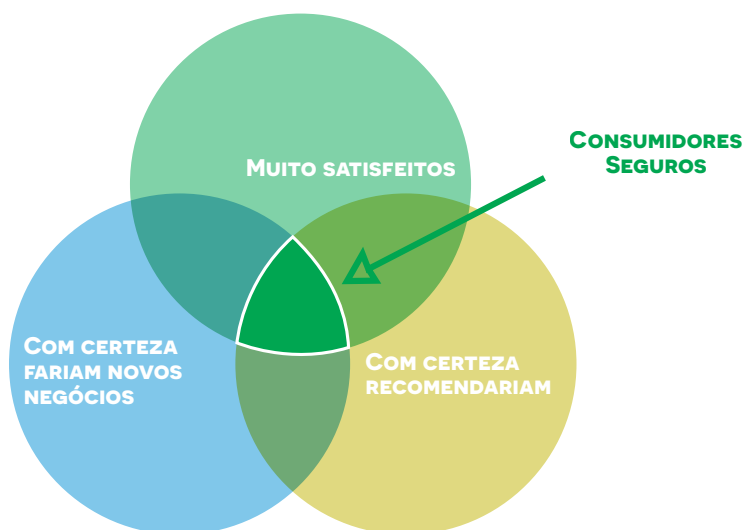 Muito satisfeitos
Consumidores
Seguros
Com certeza
fariam novos
negócios
Com certeza
recomendariam